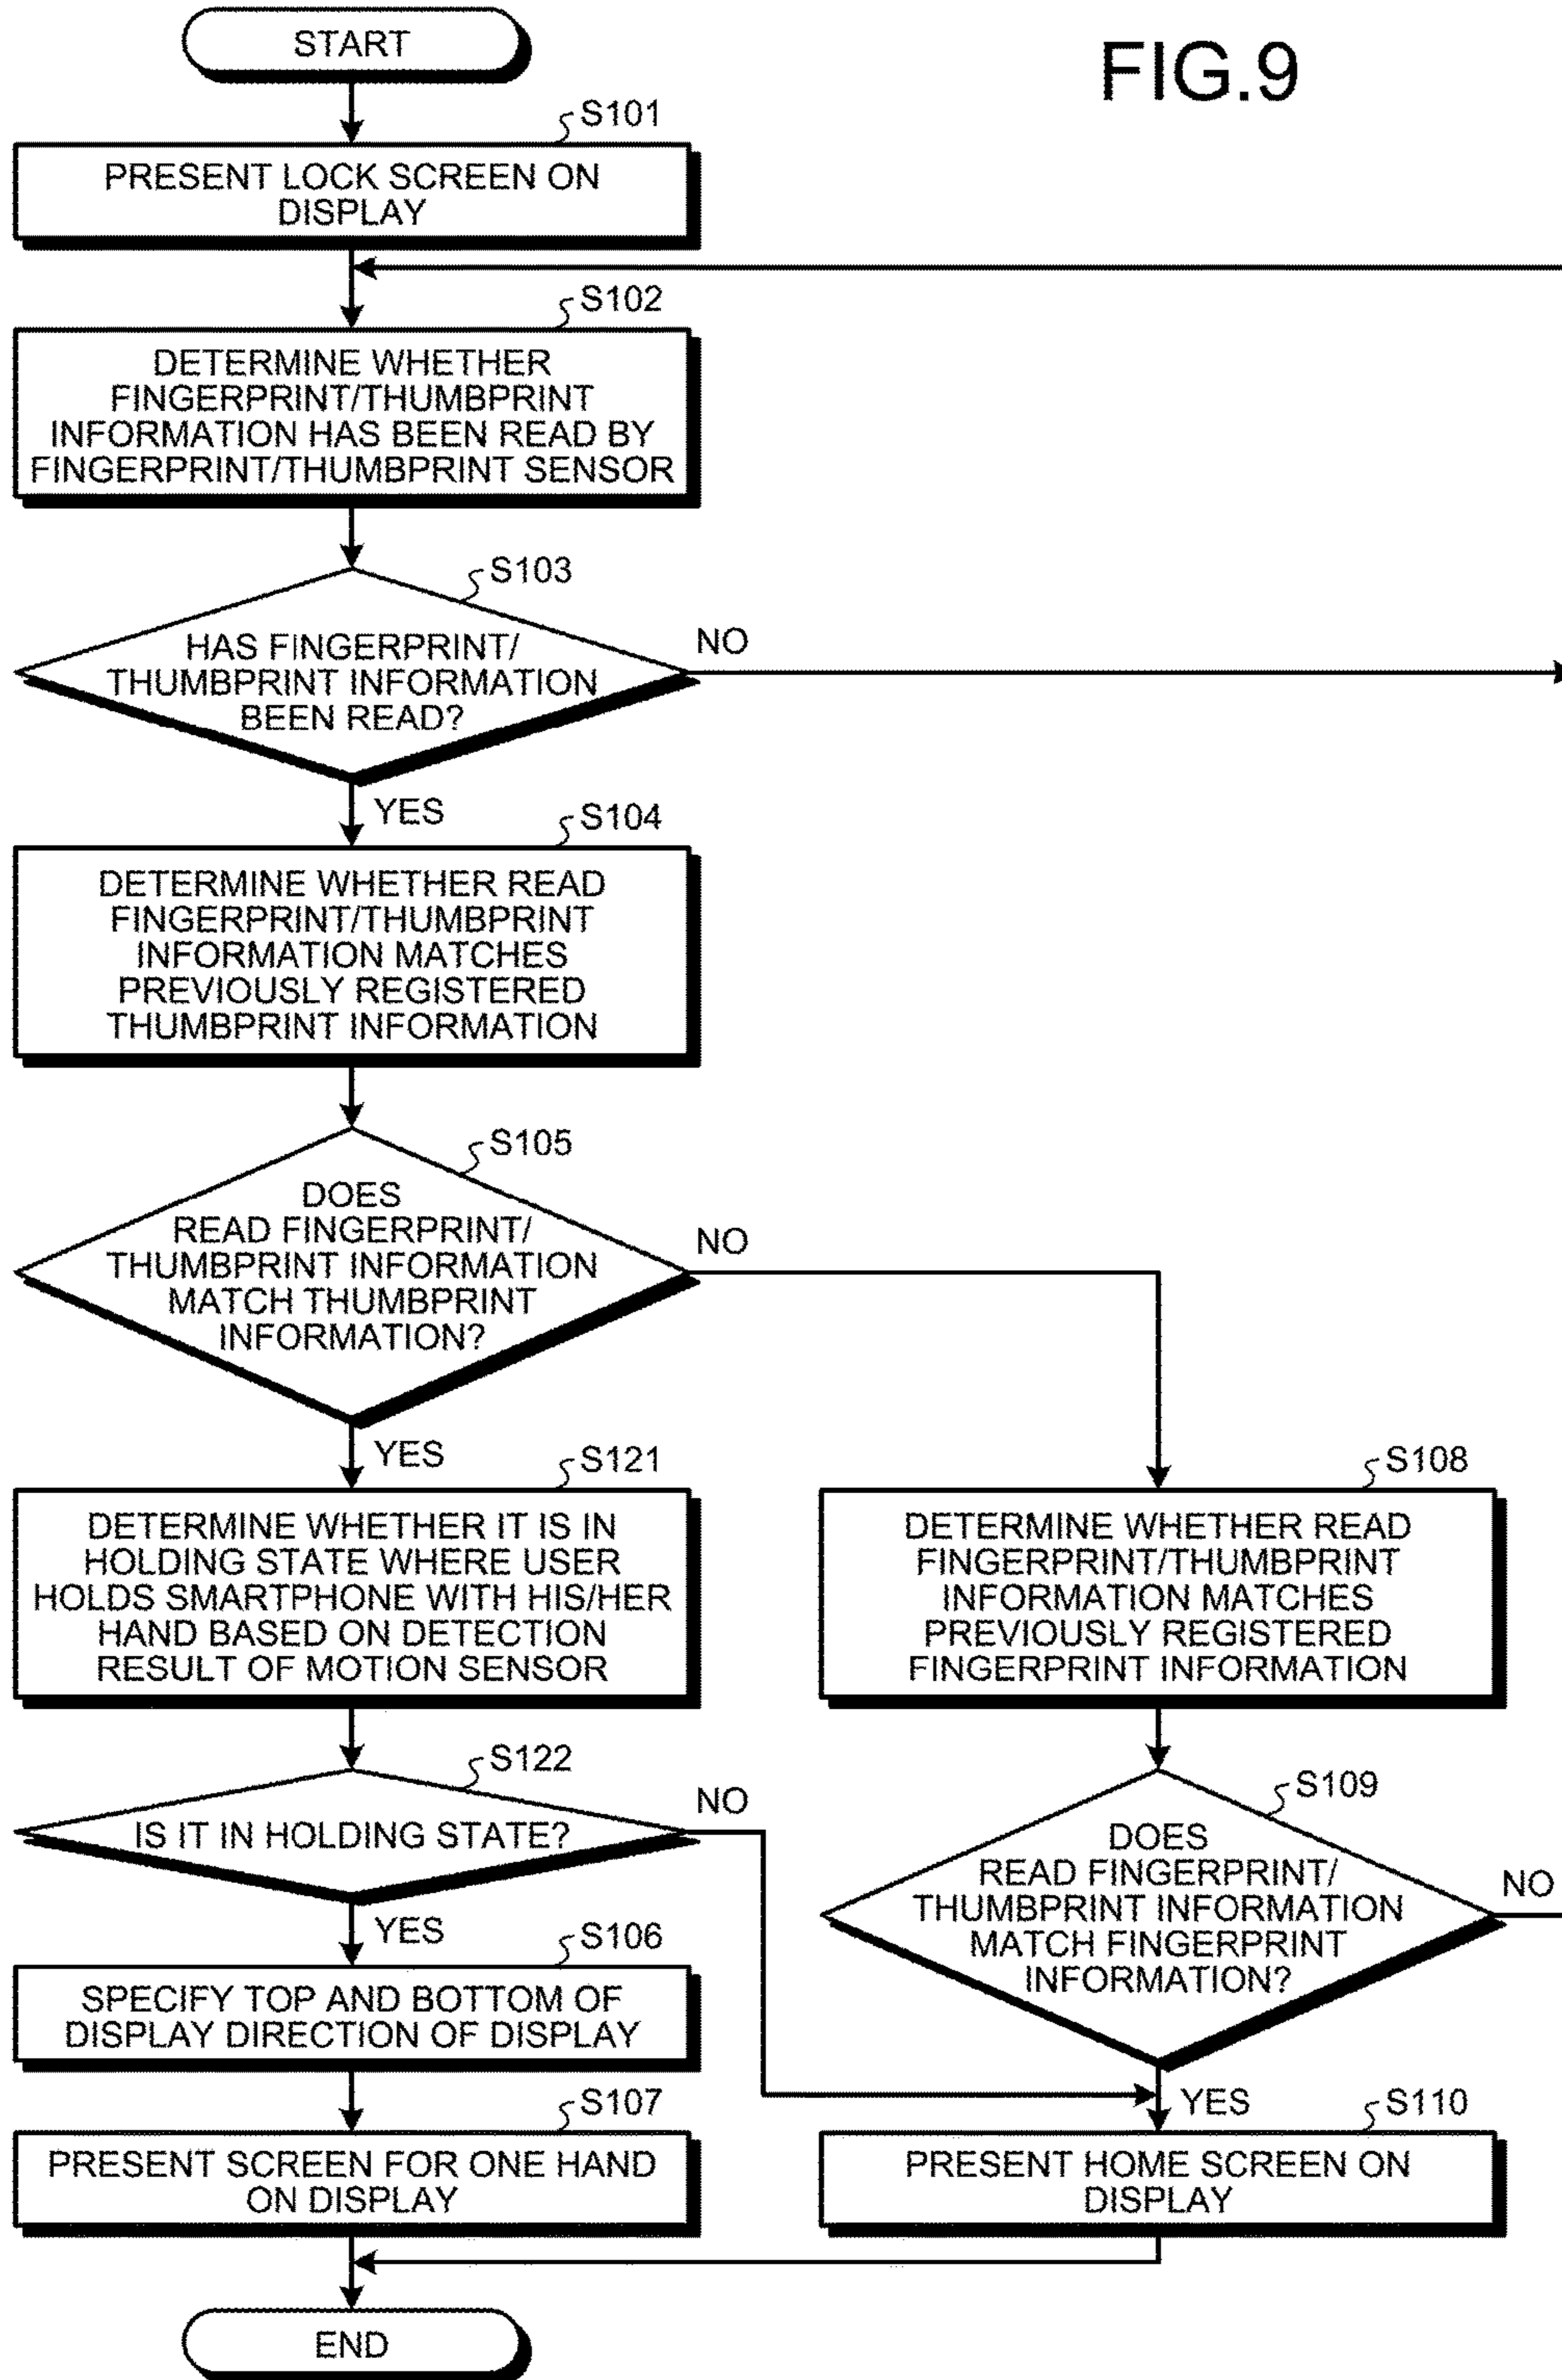 START
FIG.9
S101
PRESENT LOCK SCREEN ON
DISPLAY
S102
DETERMINE WHETHER
FINGERPRINT/THUMBPRINT
INFORMATION HAS BEEN READ BY
FINGERPRINT/THUMBPRINT SENSOR
S103
HAS FINGERPRINT/
THUMBPRINT INFORMATION
BEEN READ?
NO
YES
S104
DETERMINE WHETHER READ
FINGERPRINT/THUMBPRINT
INFORMATION MATCHES
PREVIOUSLY REGISTERED
THUMBPRINT INFORMATION
S105
DOES
READ FINGERPRINT/
THUMBPRINT INFORMATION
MATCH THUMBPRINT
INFORMATION?
NO
YES
S121
DETERMINE WHETHER IT IS IN
HOLDING STATE WHERE USER
HOLDS SMARTPHONE WITH HIS/HER
HAND BASED ON DETECTION
RESULT OF MOTION SENSOR
S108
DETERMINE WHETHER READ
FINGERPRINT/THUMBPRINT
INFORMATION MATCHES
PREVIOUSLY REGISTERED
FINGERPRINT INFORMATION
S122
IS IT IN HOLDING STATE?
NO
YES
S109
DOES
READ FINGERPRINT/
THUMBPRINT INFORMATION
MATCH FINGERPRINT
INFORMATION?
NO
YES
S106
SPECIFY TOP AND BOTTOM OF
DISPLAY DIRECTION OF DISPLAY
S107
PRESENT SCREEN FOR ONE HAND
ON DISPLAY
S110
PRESENT HOME SCREEN ON
DISPLAY
END